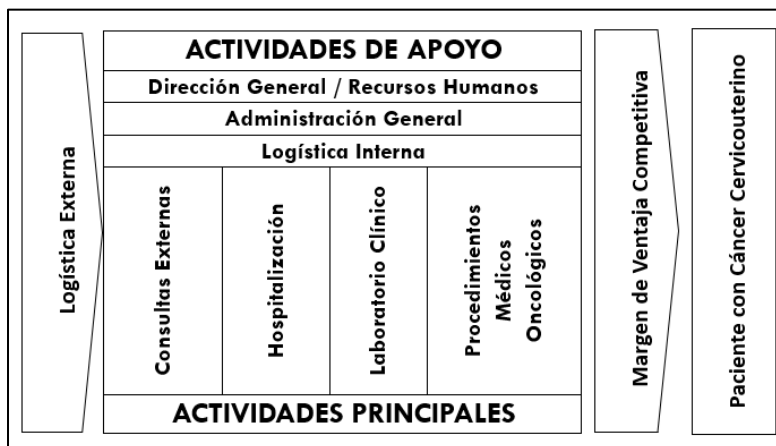 Logística Externa
ACTIVIDADES DE APOYO
Dirección General / Recursos Humanos
Administración General
Logística Interna
Consultas Externas
Hospitalización
Laboratorio Clínico
Procedimientos
Médicos
Oncológicos
ACTIVIDADES PRINCIPALES
Margen de Ventaja Competitiva
Paciente con Cáncer Cervicouterino